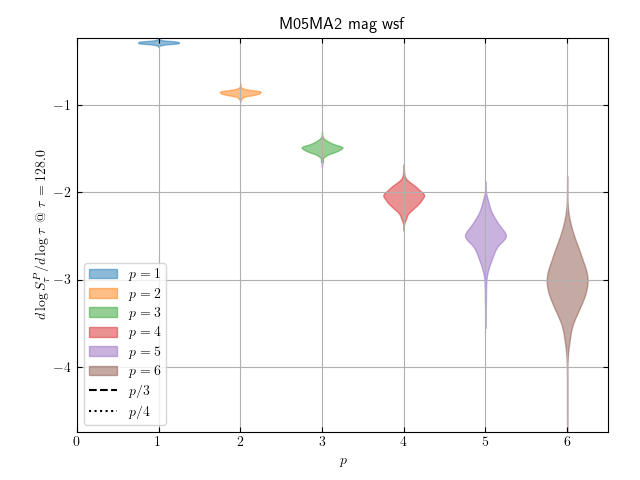 M05MA2 mag wsf
d log S_τ^P / d log τ @ τ = 128.0
−1
−2
−3
−4
p = 1
p = 2
p = 3
p = 4
p = 5
p = 6
p/3
p/4
0 1 2 3 4 5 6
p